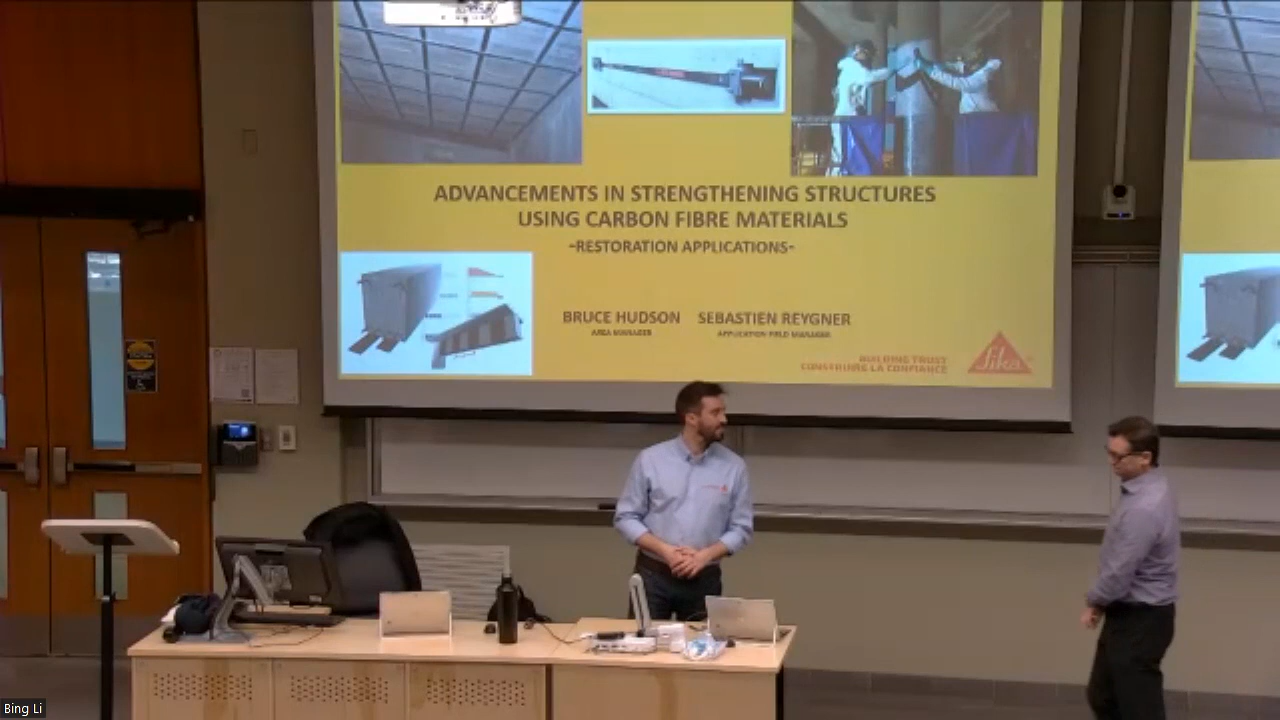 ADVANCEMENTS IN STRENGTHENING STRUCTURES
USING CARBON FIBRE MATERIALS
-RESTORATION APPLICATIONS-
BRUCE HUDSON SEBASTIEN REYGNER
AREA MANAGER APPLICATION FIELD MANAGER
BUILDING TRUST
CONSTRUIRE LA CONFIANCE
Sika
Bing Li